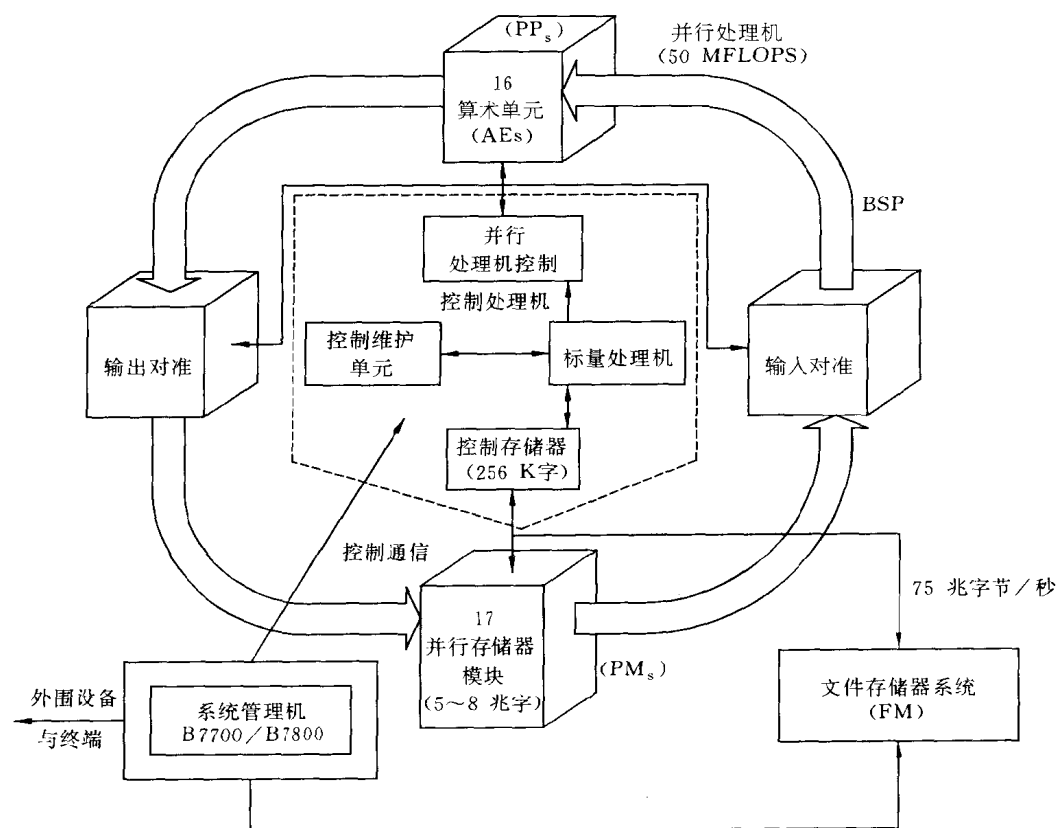 (PPs)
并行处理机
(50 MFLOPS)
16
算术单元
(AEs)
BSP
并行
处理机控制
控制处理机
控制维护
单元
标量处理机
输出对准
输入对准
控制存储器
(256 K字)
控制通信
75 兆字节/秒
17
并行存储器
模块
(5~8 兆字)
(PMs)
外围设备
与终端
系统管理机
B7700/B7800
文件存储器系统
(FM)